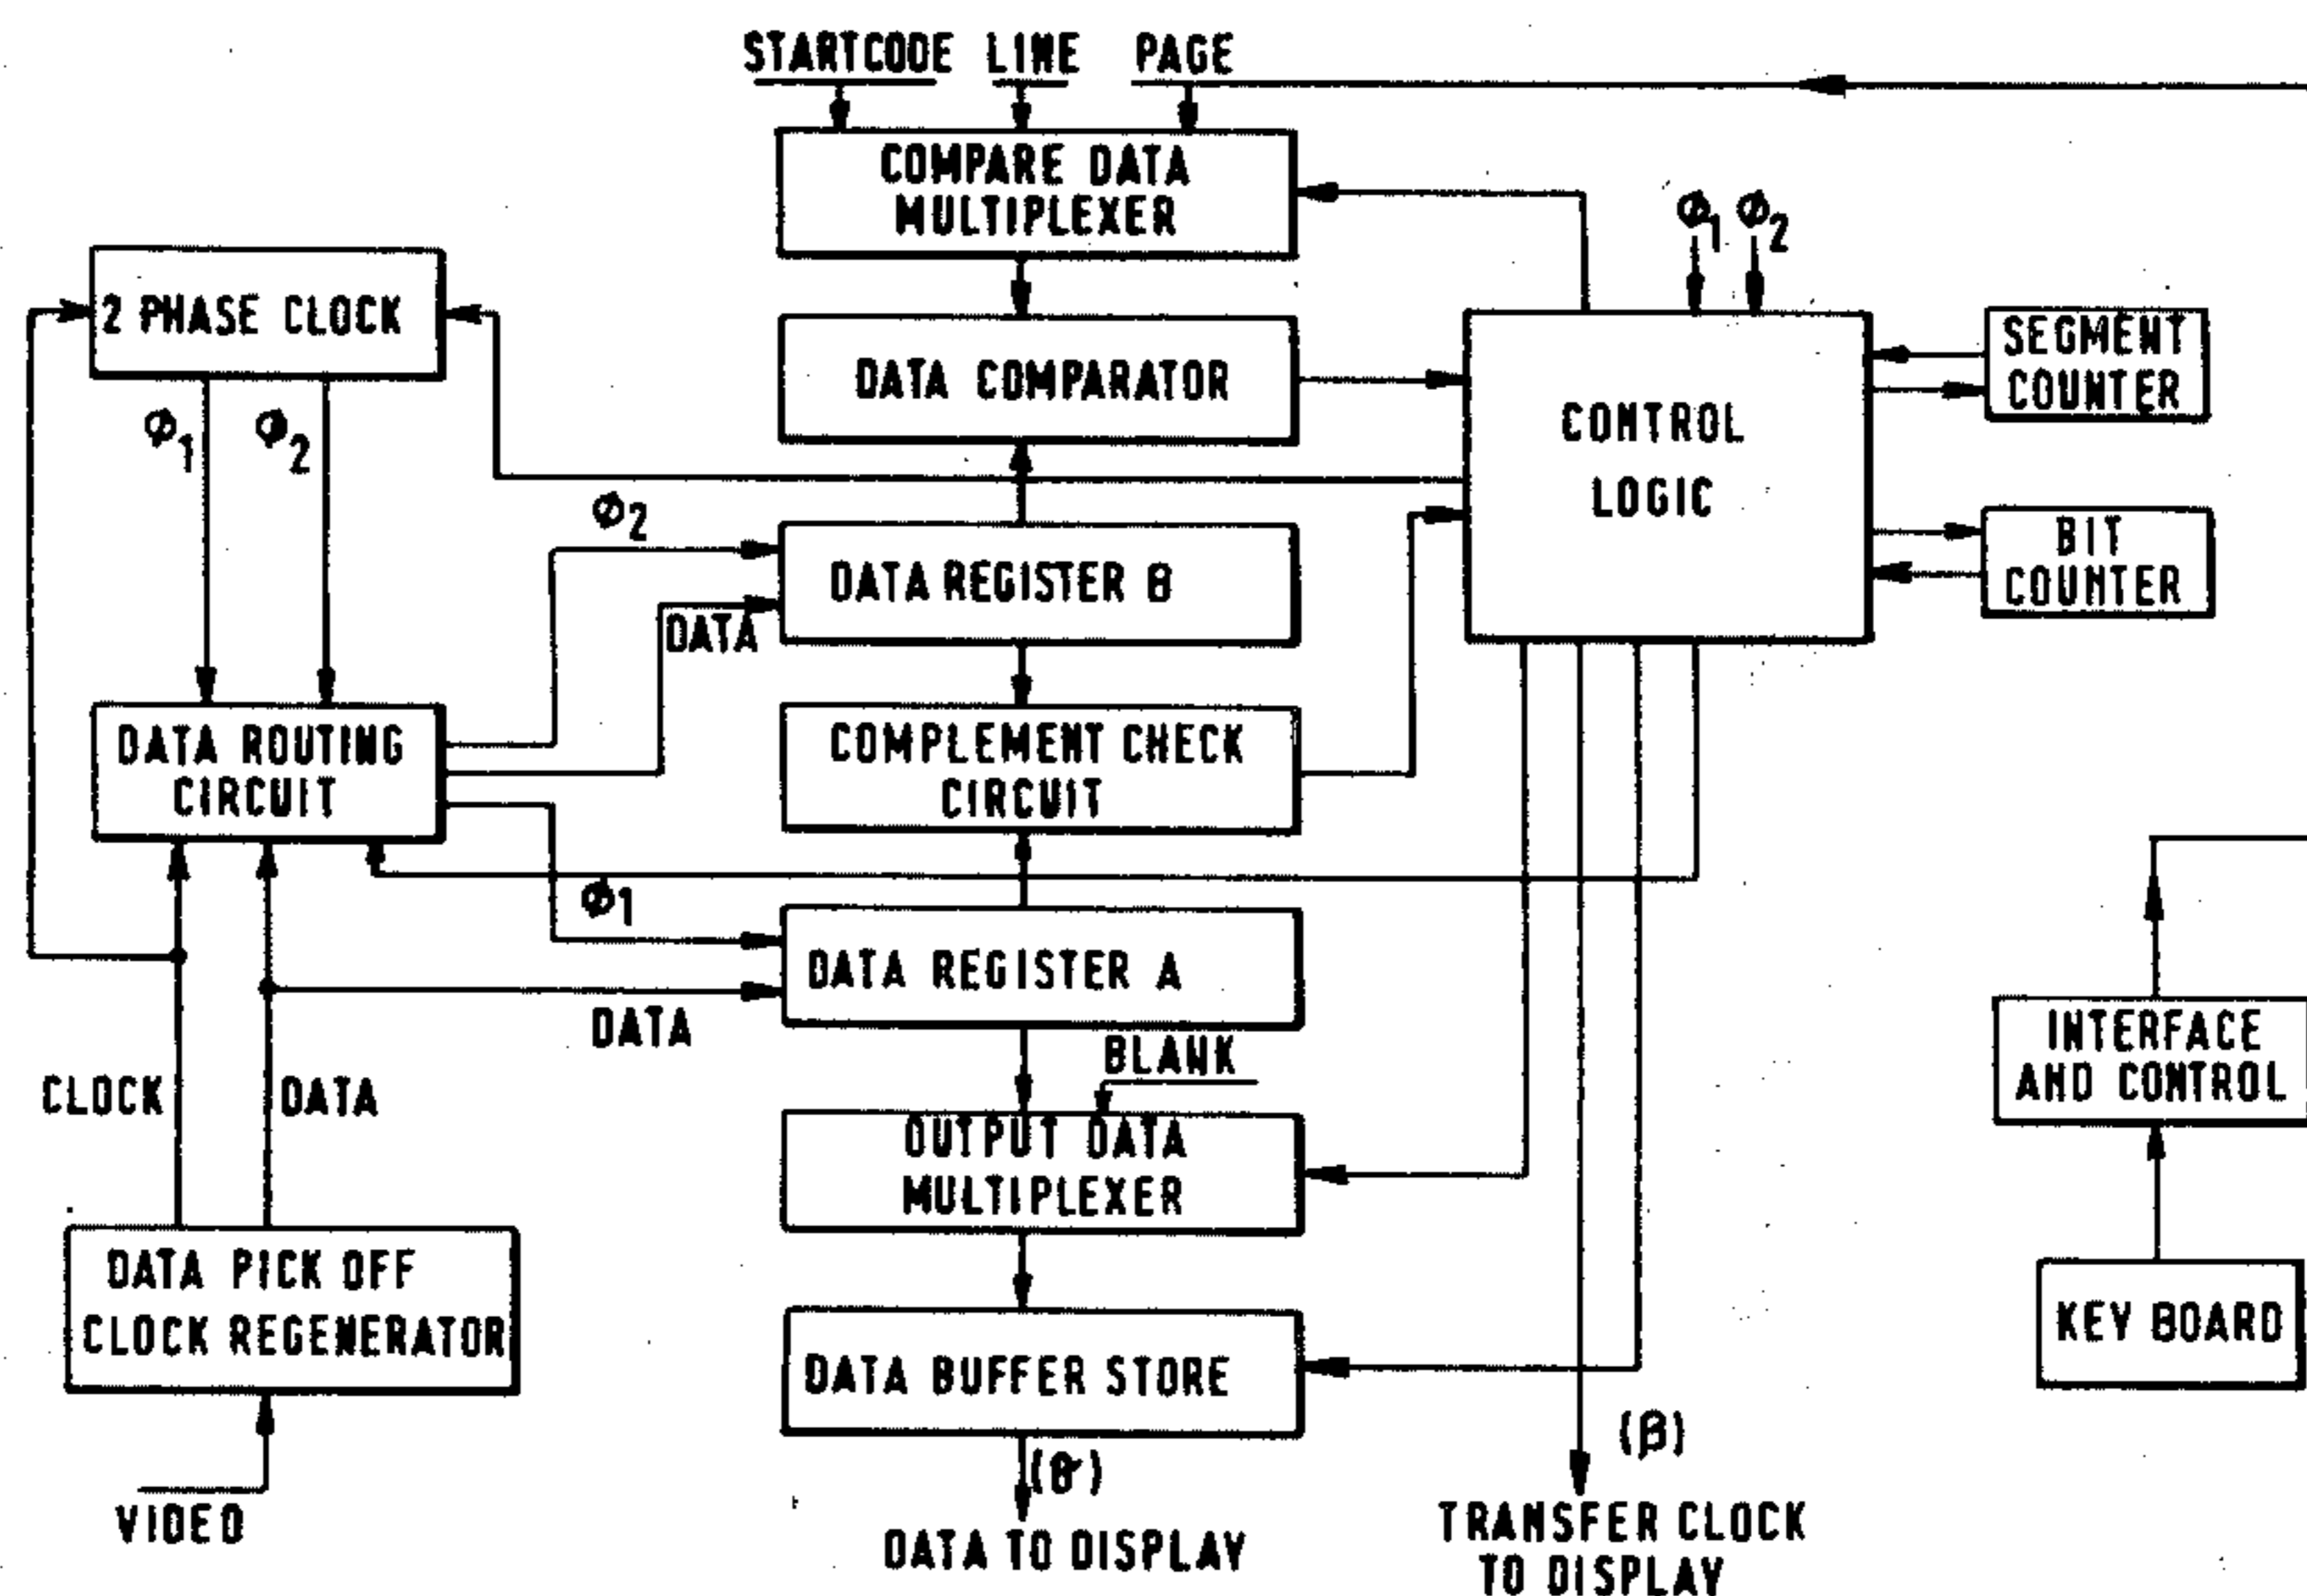 STARTCODE LINE PAGE
COMPARE DATA
MULTIPLEXER
ϕ1 ϕ2
2 PHASE CLOCK
SEGMENT
COUNTER
DATA COMPARATOR
CONTROL
LOGIC
ϕ1 ϕ2
ϕ2
DATA REGISTER B
BIT
COUNTER
DATA
DATA ROUTING
CIRCUIT
COMPLEMENT CHECK
CIRCUIT
ϕ1
DATA REGISTER A
DATA
INTERFACE
AND CONTROL
BLANK
CLOCK DATA
OUTPUT DATA
MULTIPLEXER
DATA PICK OFF
CLOCK REGENERATOR
KEY BOARD
DATA BUFFER STORE
(β)
VIDEO
DATA TO DISPLAY
TRANSFER CLOCK
TO DISPLAY